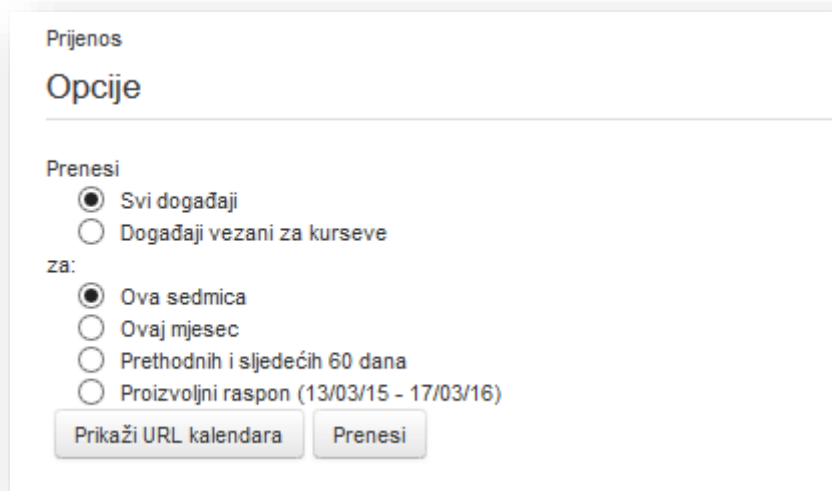 Prijenos
Opcije
Prenesi
Svi događaji
Događaji vezani za kurseve
za:
Ova sedmica
Ovaj mjesec
Prethodnih i sljedećih 60 dana
Proizvoljni raspon (13/03/15 - 17/03/16)
Prikaži URL kalendara Prenesi